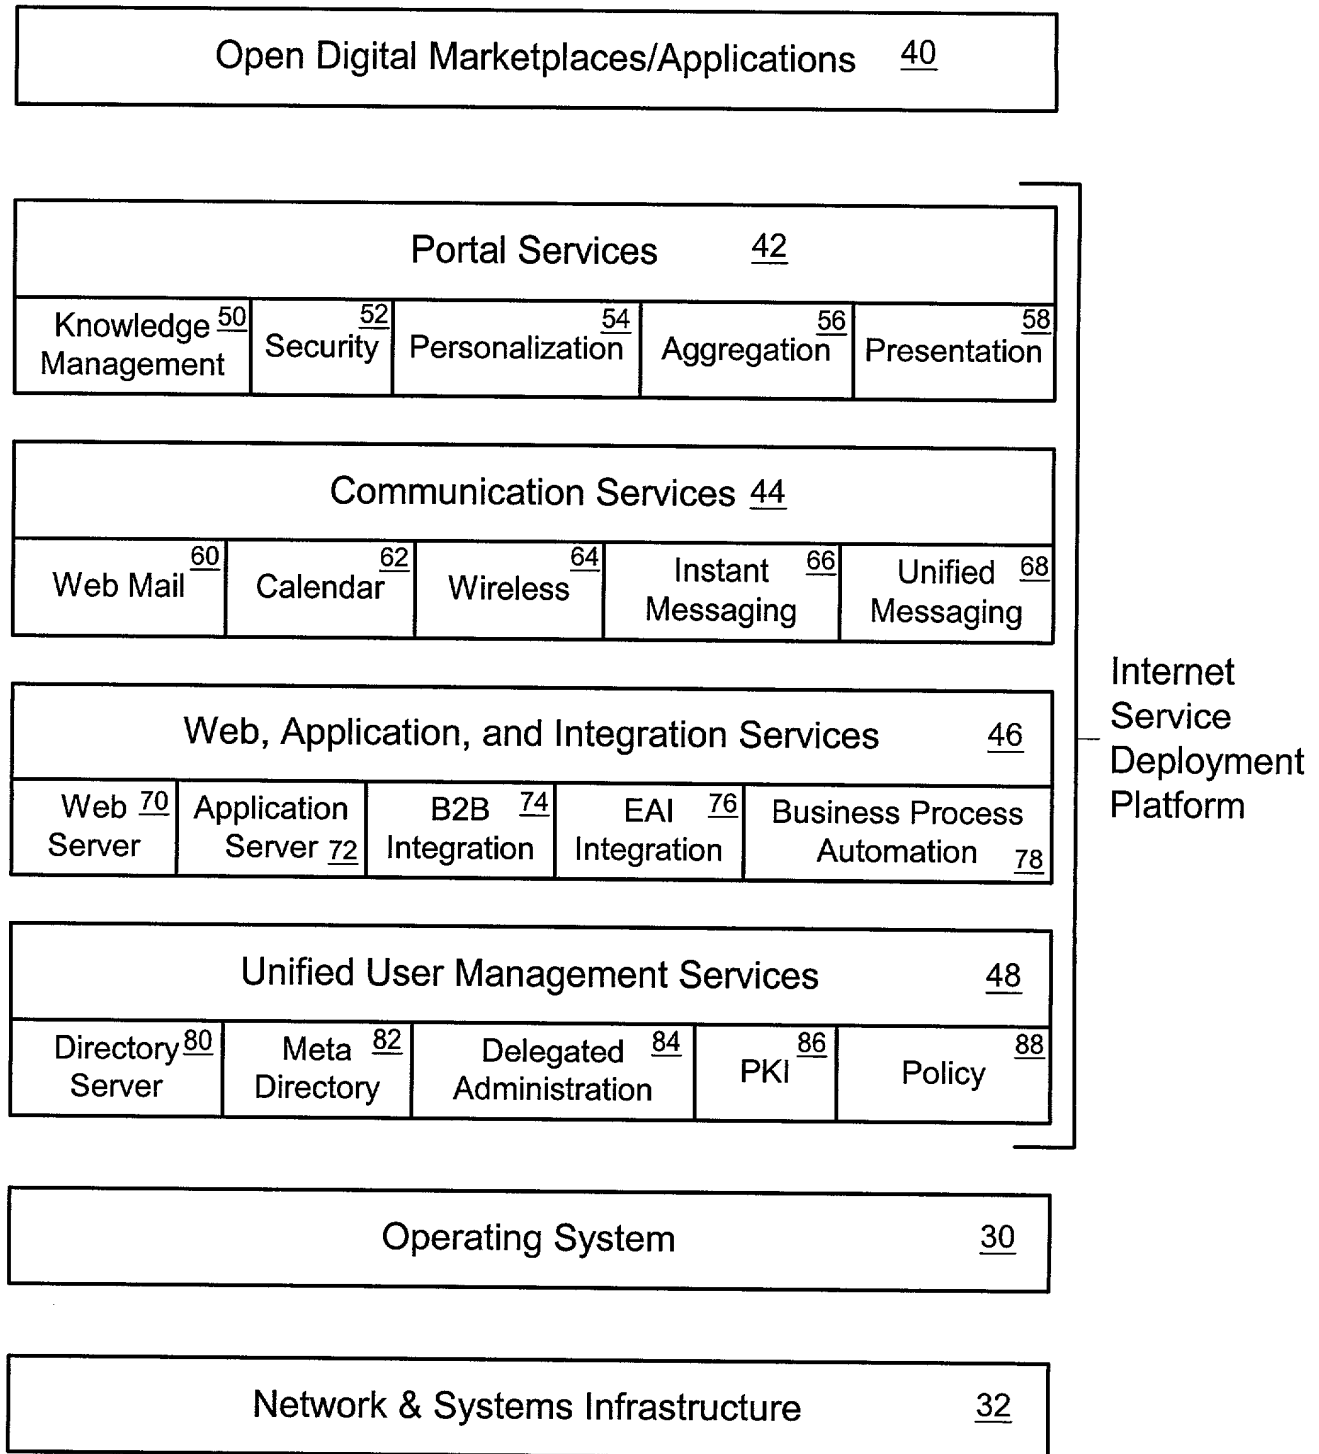 Open Digital Marketplaces/Applications 40
Portal Services 42
Knowledge 50
Management
Security 52
Personalization 54
Aggregation 56
Presentation 58
Communication Services 44
Web Mail 60
Calendar 62
Wireless 64
Instant 66
Messaging
Unified 68
Messaging
Web, Application, and Integration Services 46
Web 70
Server
Application
Server 72
B2B 74
Integration
EAI 76
Integration
Business Process
Automation 78
Unified User Management Services 48
Directory 80
Server
Meta 82
Directory
Delegated 84
Administration
PKI 86
Policy 88
Internet
Service
Deployment
Platform
Operating System 30
Network & Systems Infrastructure 32